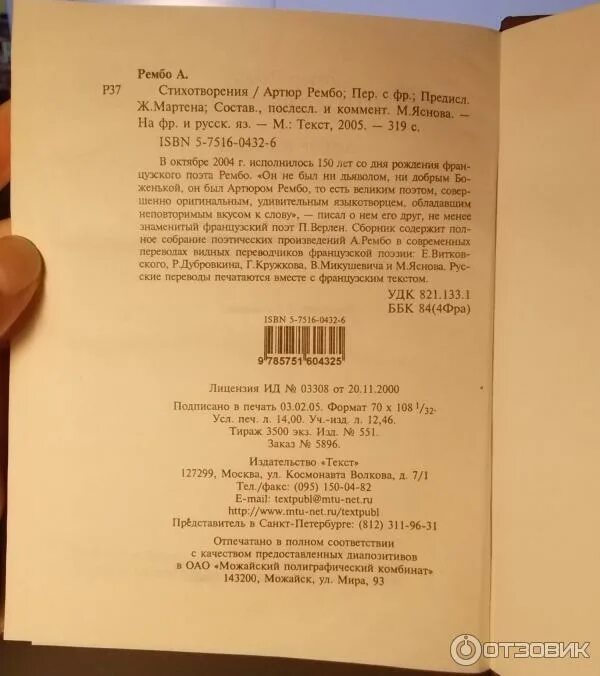 Рембо А.
Р37 Стихотворения / Артюр Рембо; Пер. с фр.; Предисл.
Ж.Мартена; Состав., послесл. и коммент. М.Яснова. —
На фр. и русск. яз. — М.: Текст, 2005. — 319 с.
ISBN 5-7516-0432-6
В октябре 2004 г. исполнилось 150 лет со дня рождения фран-
цузского поэта Рембо. «Он не был ни дьяволом, ни добрым Бо-
женькой, он был Артюром Рембо, то есть великим поэтом, совер-
шенно оригинальным, удивительным языкотворцем, обладавшим
неповторимым вкусом к слову», — писал о нем его друг, не менее
знаменитый французский поэт П.Верлен. Сборник содержит пол-
ное собрание поэтических произведений А.Рембо в современных
переводах видных переводчиков французской поэзии: Е.Витков-
ского, Р.Дубровкина, Г.Кружкова, В.Микушевича и М.Яснова. Рус-
ские переводы печатаются вместе с французским текстом.
УДК 821.133.1
ББК 84(4Фра)
ISBN 5-7516-0432-6
9785751604325
Лицензия ИД № 03308 от 20.11.2000
Подписано в печать 03.02.05. Формат 70 x 108 1/32.
Усл. печ. л. 14,00. Уч.-изд. л. 12,46.
Тираж 3500 экз. Изд. № 551.
Заказ № 5896.
Издательство «Текст»
127299, Москва, ул. Космонавта Волкова, д. 7/1
Тел./факс: (095) 150-04-82
E-mail: textpubl@mtu-net.ru
http://www.mtu-net.ru/textpubl
Представитель в Санкт-Петербурге: (812) 311-96-31
Отпечатано в полном соответствии
с качеством предоставленных диапозитивов
в ОАО «Можайский полиграфический комбинат»
143200, Можайск, ул. Мира, 93
ОТЗОВИК